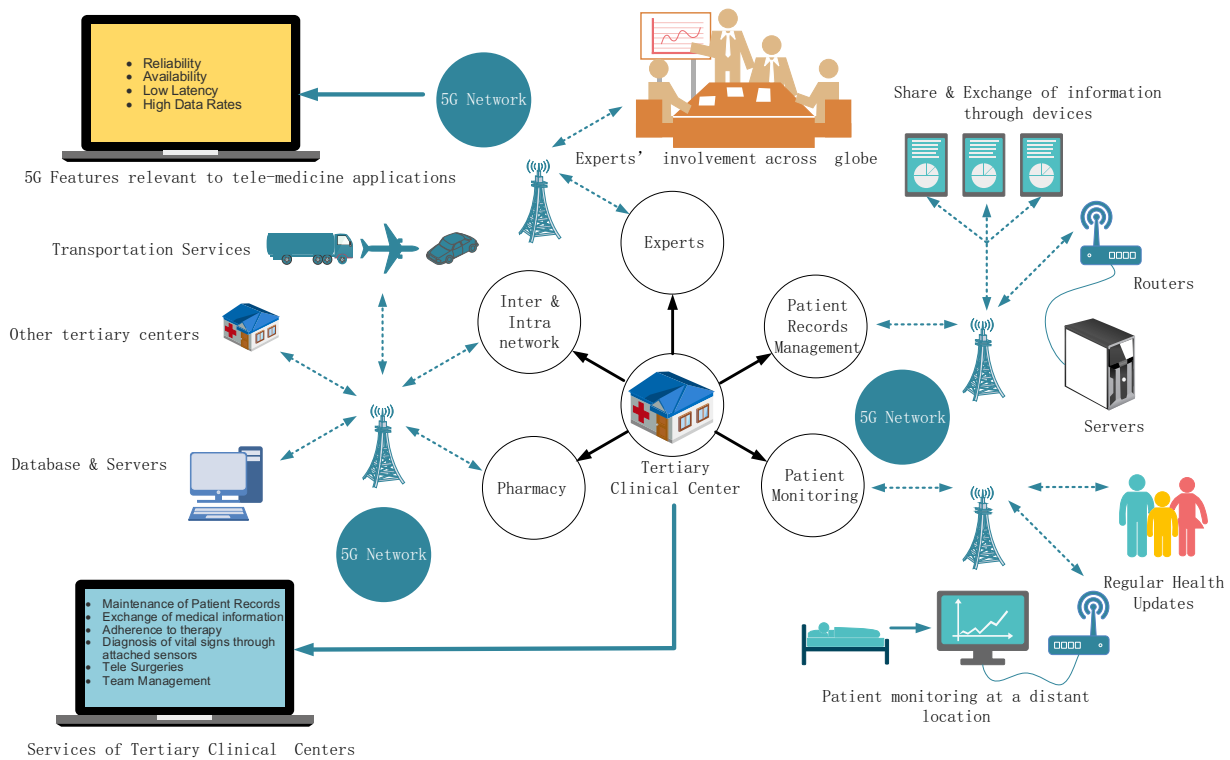 • Reliability
• Availability
• Low Latency
• High Data Rates
5G Network
5G Features relevant to tele-medicine applications
Experts’ involvement across globe
Share & Exchange of information
through devices
Transportation Services
Experts
Routers
Inter &
Intra
network
Patient
Records
Management
Other tertiary centers
5G Network
Servers
Database & Servers
Pharmacy
Tertiary
Clinical Center
Patient
Monitoring
5G Network
Regular Health
Updates
• Maintenance of Patient Records
• Exchange of medical information
• Adherence to therapy
• Diagnosis of vital signs through
attached sensors
• Tele Surgeries
• Team Management
Patient monitoring at a distant
location
Services of Tertiary Clinical Centers